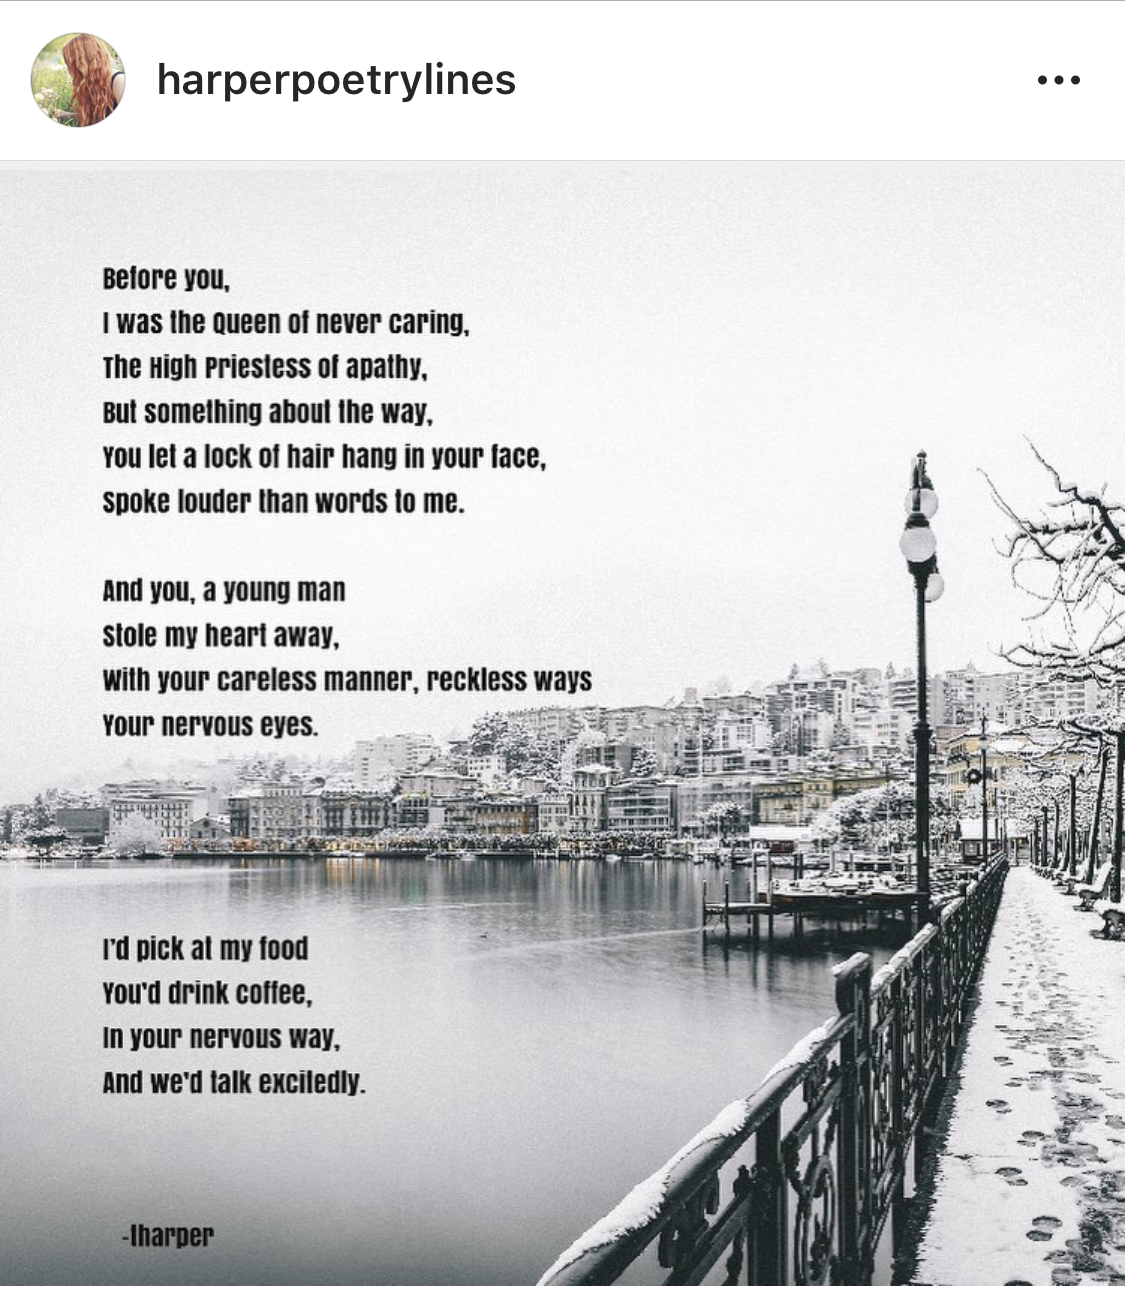 harperpoetrylines
Before you,
I was the Queen of never caring,
The High Priestess of apathy,
But something about the way,
You let a lock of hair hang in your face,
Spoke louder than words to me.
And you, a young man
Stole my heart away,
With your careless manner, reckless ways
Your nervous eyes.
I'd pick at my food
You'd drink coffee,
In your nervous way,
And we'd talk excitedly.
-lharper